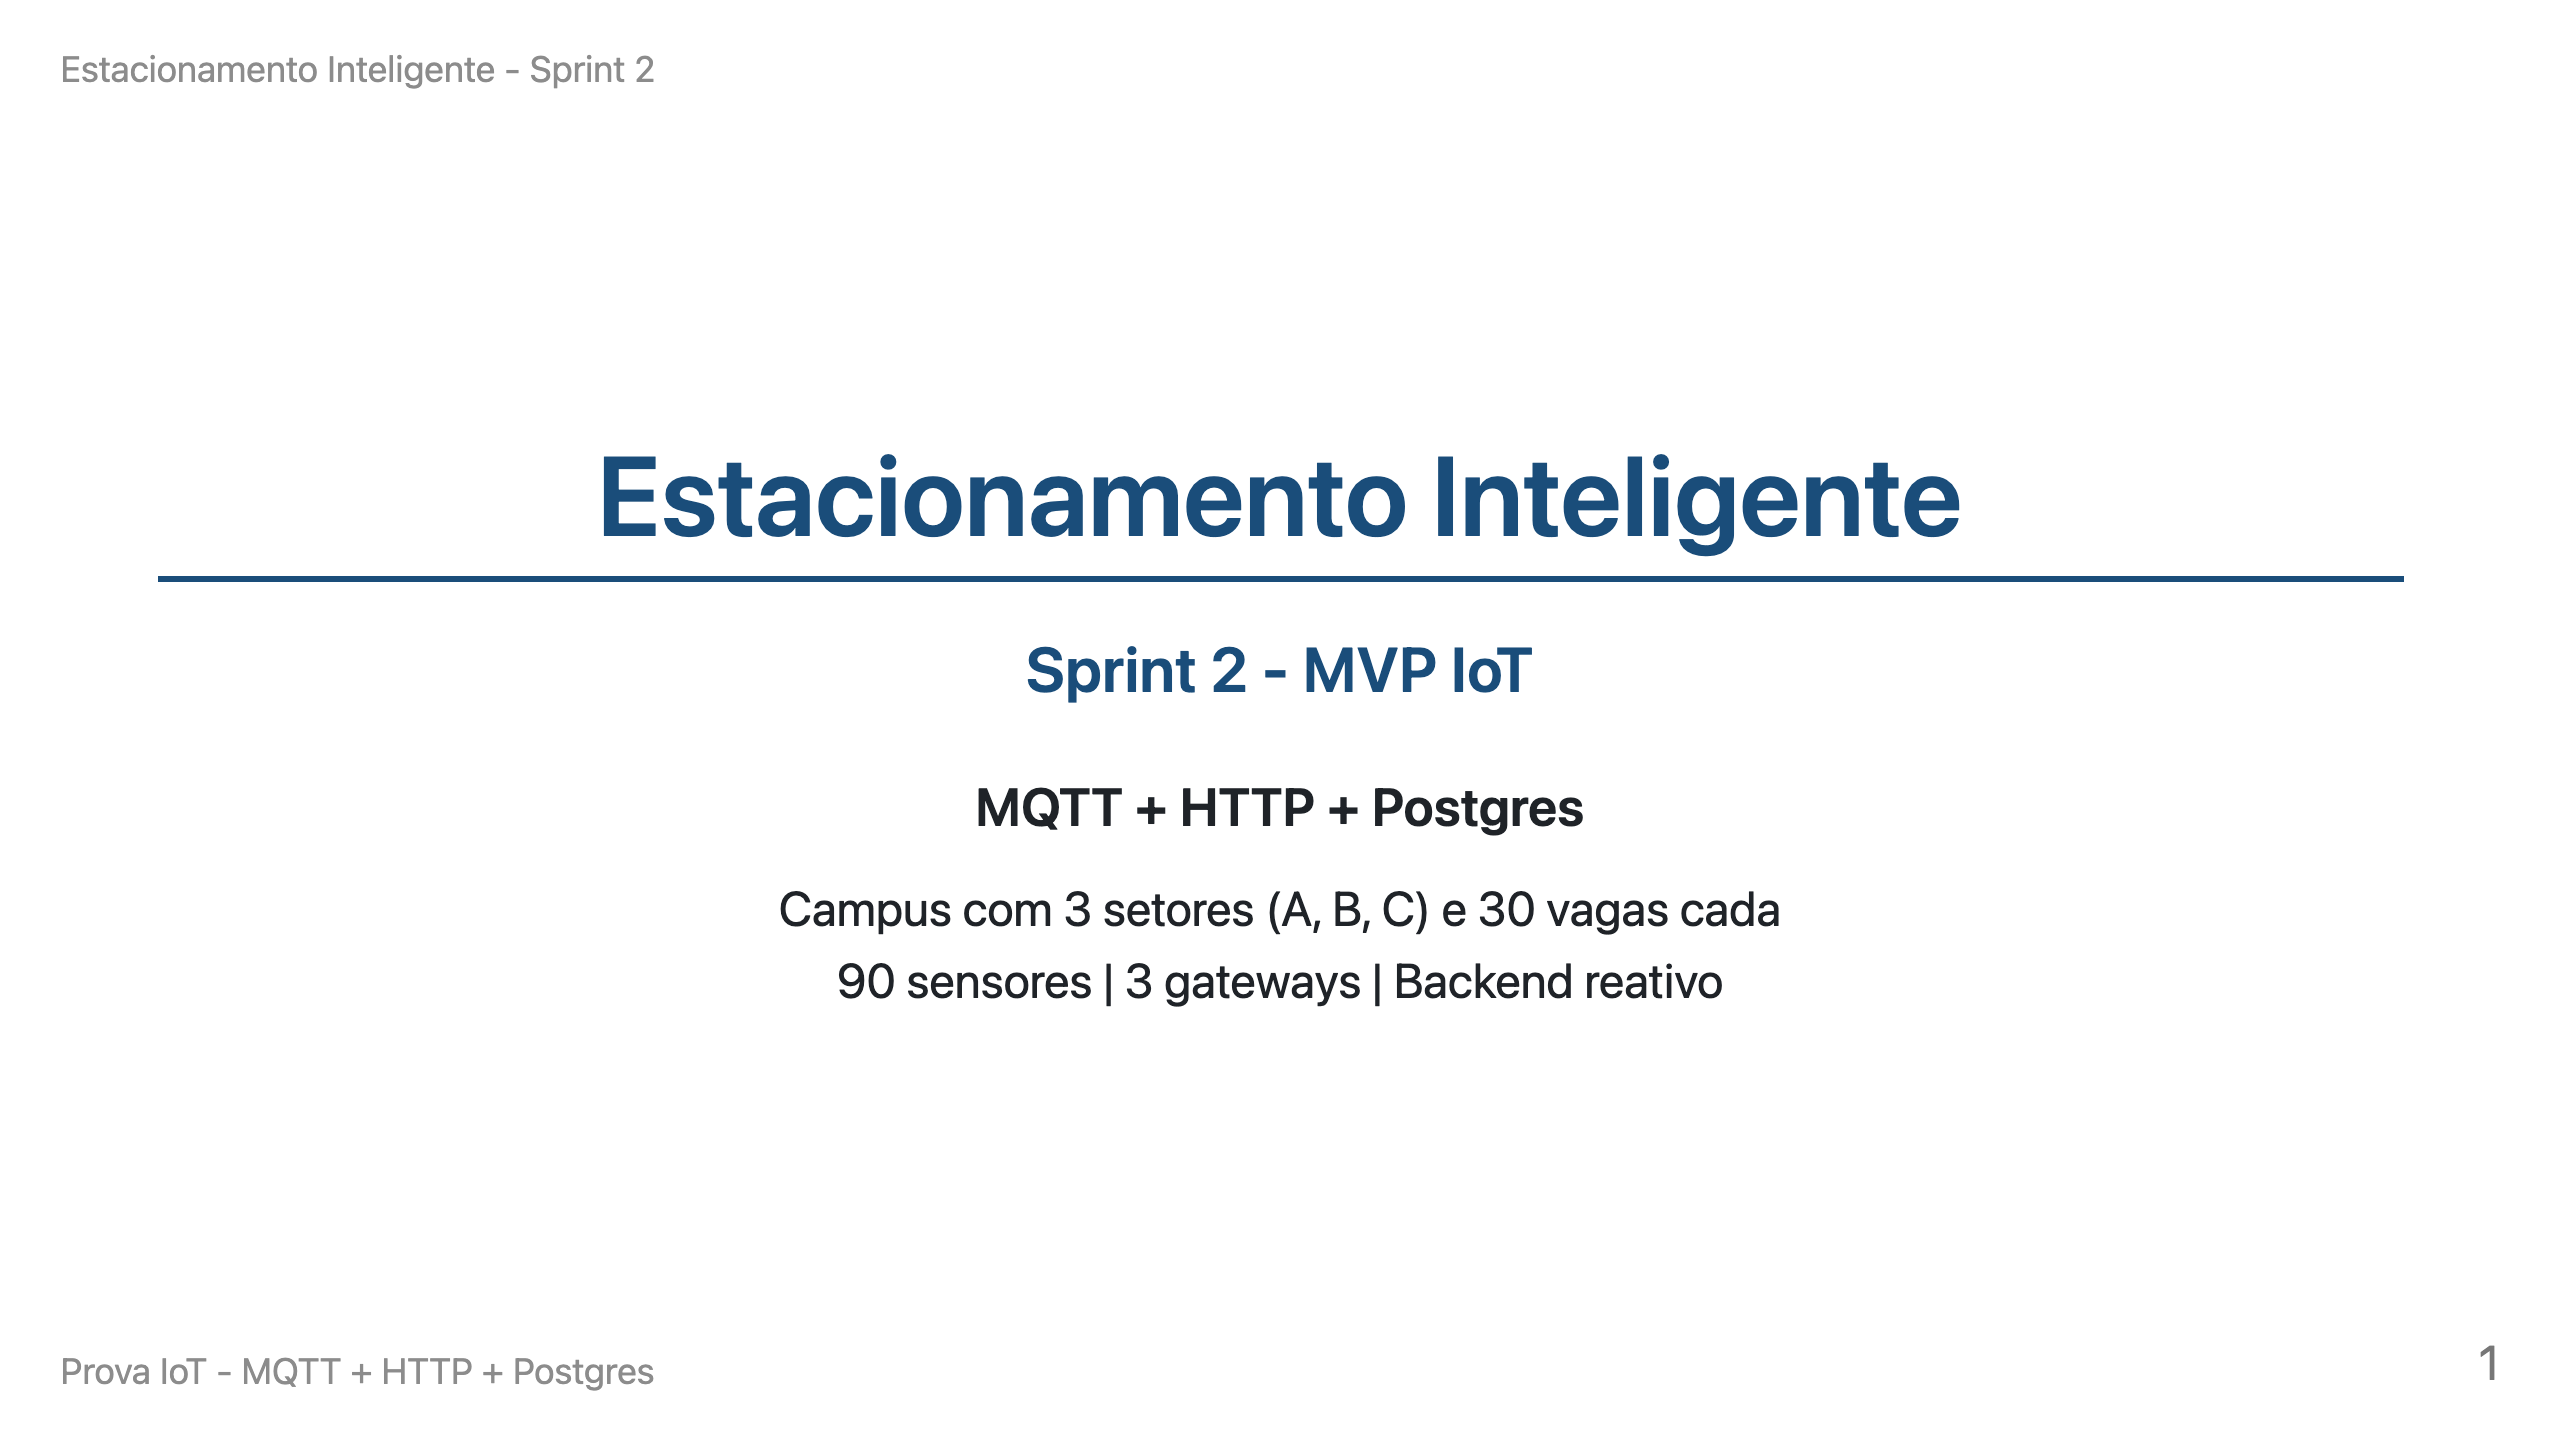 Estacionamento Inteligente - Sprint 2
Estacionamento Inteligente
Sprint 2 - MVP IoT
MQTT + HTTP + Postgres
Campus com 3 setores (A, B, C) e 30 vagas cada
90 sensores | 3 gateways | Backend reativo
Prova IoT - MQTT + HTTP + Postgres
1